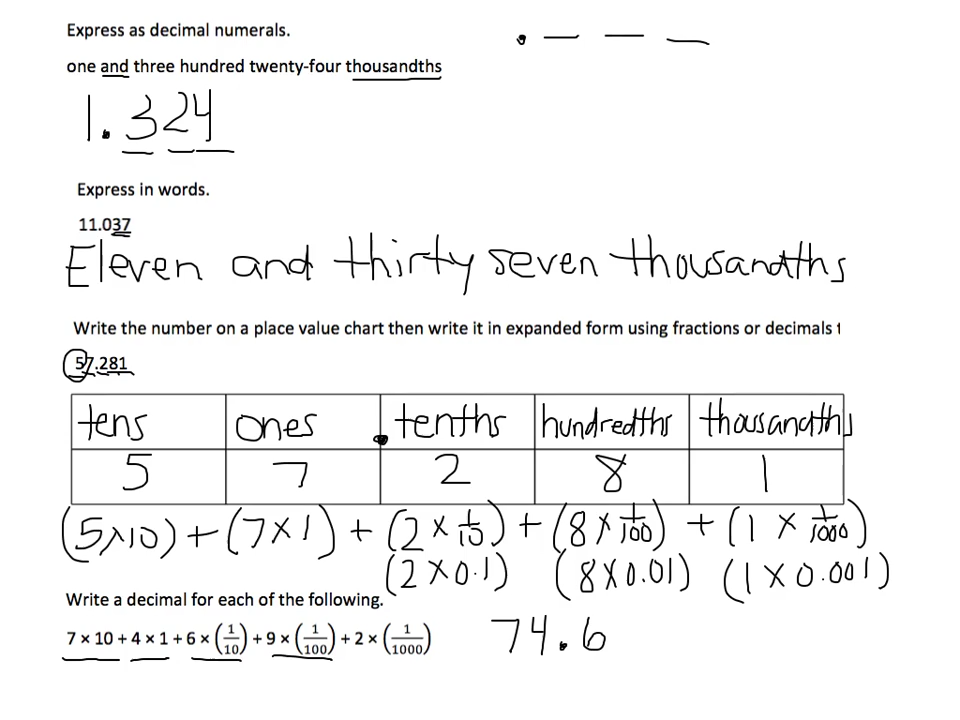 Express as decimal numerals.
one and three hundred twenty-four thousandths
1.324
Express in words.
11.037
Eleven and thirty seven thousandths
Write the number on a place value chart then write it in expanded form using fractions or decimals t
57.281
tens ones . tenths hundredths thousandths
5 7 2 8 1
(5×10) + (7×1) + (2 × 1/10) + (8 × 1/100) + (1 × 1/1000)
(2×0.1) (8×0.01) (1×0.001)
Write a decimal for each of the following.
7 × 10 + 4 × 1 + 6 × (1/10) + 9 × (1/100) + 2 × (1/1000) 74.6